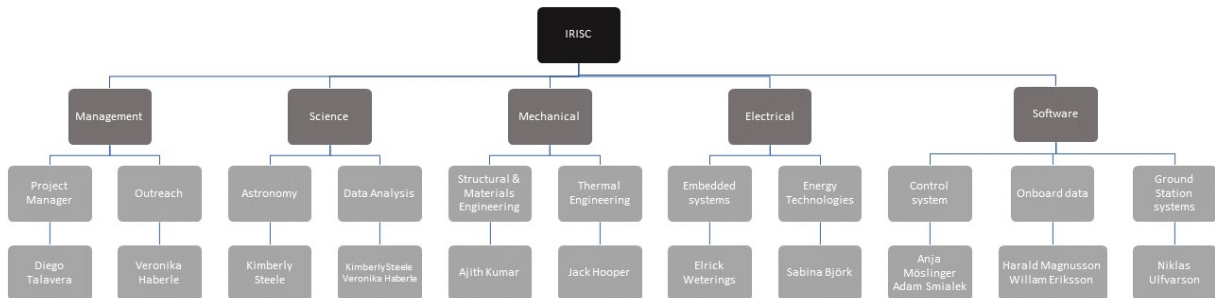 IRISC
Management
Science
Mechanical
Electrical
Software
Project
Manager
Outreach
Astronomy
Data Analysis
Structural &
Materials
Engineering
Thermal
Engineering
Embedded
systems
Energy
Technologies
Control
system
Onboard data
Ground
Station
systems
Diego
Talavera
Veronika
Haberle
Kimberly
Steele
Kimberly Steele
Veronika Haberle
Ajith Kumar
Jack Hooper
Elrick
Weterings
Sabina Björk
Anja
Möslinger
Adam Smialek
Harald Magnusson
Willam Eriksson
Niklas
Ulfvarson